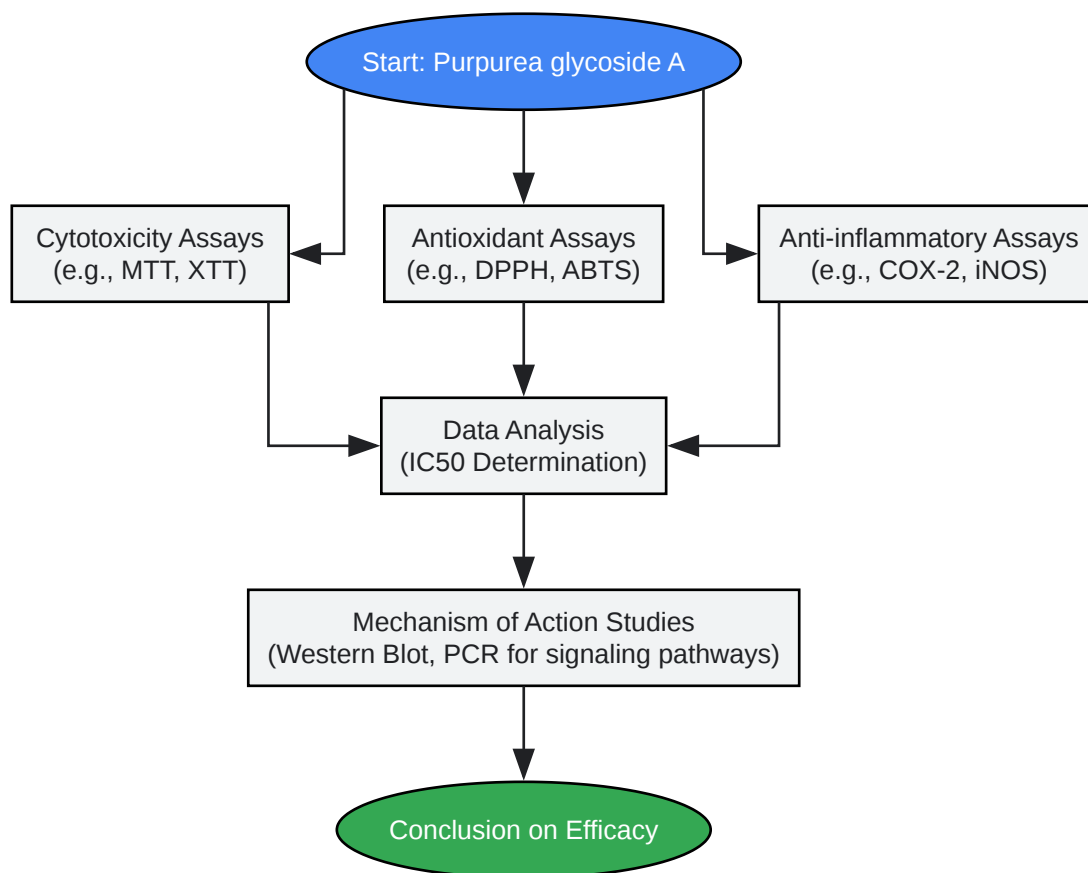 Start: Purpurea glycoside A
Cytotoxicity Assays
(e.g., MTT, XTT)
Antioxidant Assays
(e.g., DPPH, ABTS)
Anti-inflammatory Assays
(e.g., COX-2, iNOS)
Data Analysis
(IC50 Determination)
Mechanism of Action Studies
(Western Blot, PCR for signaling pathways)
Conclusion on Efficacy